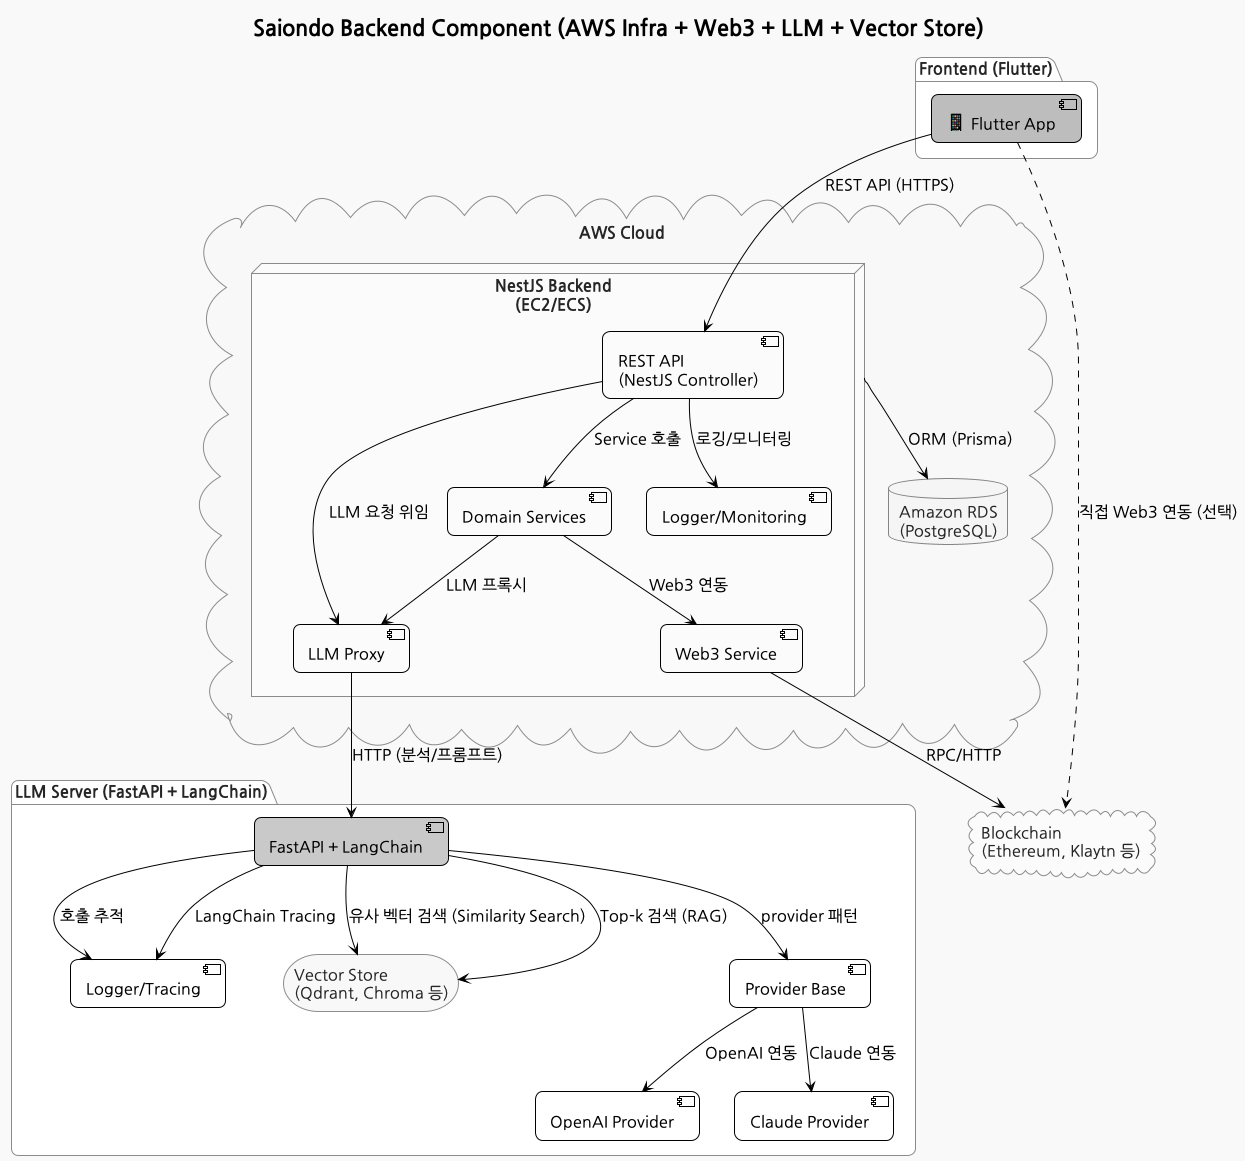 Saiondo Backend Component (AWS Infra + Web3 + LLM + Vector Store)
Frontend (Flutter)
Flutter App
REST API (HTTPS)
AWS Cloud
NestJS Backend
(EC2/ECS)
REST API
(NestJS Controller)
Service 호출
로깅/모니터링
ORM (Prisma)
LLM 요청 위임
Domain Services
Logger/Monitoring
Amazon RDS
(PostgreSQL)
직접 Web3 연동 (선택)
LLM 프록시
Web3 연동
LLM Proxy
Web3 Service
HTTP (분석/프롬프트)
RPC/HTTP
LLM Server (FastAPI + LangChain)
FastAPI + LangChain
Blockchain
(Ethereum, Klaytn 등)
호출 추적
LangChain Tracing
유사 벡터 검색 (Similarity Search)
Top-k 검색 (RAG)
provider 패턴
Logger/Tracing
Vector Store
(Qdrant, Chroma 등)
Provider Base
OpenAI 연동
Claude 연동
OpenAI Provider
Claude Provider